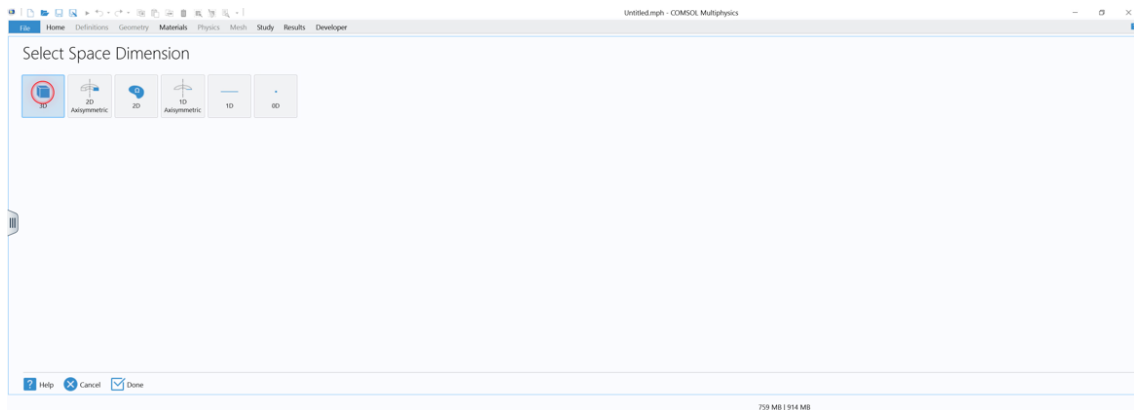 Untitled.mph - COMSOL Multiphysics
File Home Definitions Geometry Materials Physics Mesh Study Results Developer
Select Space Dimension
3D
2D
Axisymmetric
2D
1D
Axisymmetric
1D
0D
Help Cancel Done
759 MB | 914 MB